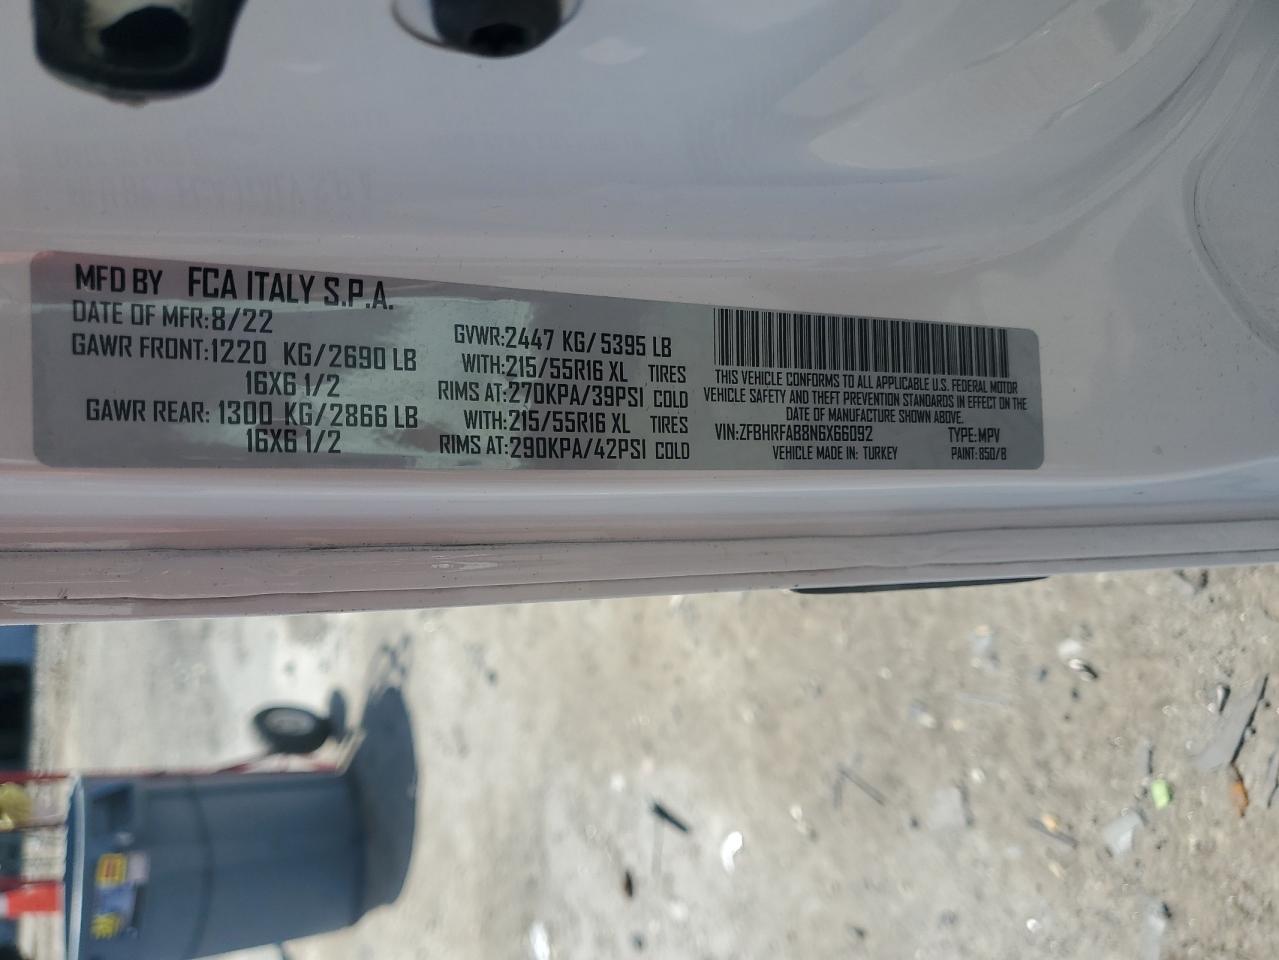 MFD BY FCA ITALY S.P.A.
DATE OF MFR:8/22
GAWR FRONT:1220 KG/2690 LB
16X6 1/2
GAWR REAR: 1300 KG/2866 LB
16X6 1/2
GVWR:2447 KG/5395 LB
WITH:215/55R16 XL TIRES
RIMS AT:270KPA/39PSI COLD
WITH:215/55R16 XL TIRES
RIMS AT:290KPA/42PSI COLD
THIS VEHICLE CONFORMS TO ALL APPLICABLE U.S. FEDERAL MOTOR
VEHICLE SAFETY AND THEFT PREVENTION STANDARDS IN EFFECT ON THE
DATE OF MANUFACTURE SHOWN ABOVE.
VIN:ZFBHRFAB8N6X66092 TYPE:MPV
VEHICLE MADE IN: TURKEY PAINT:850/B